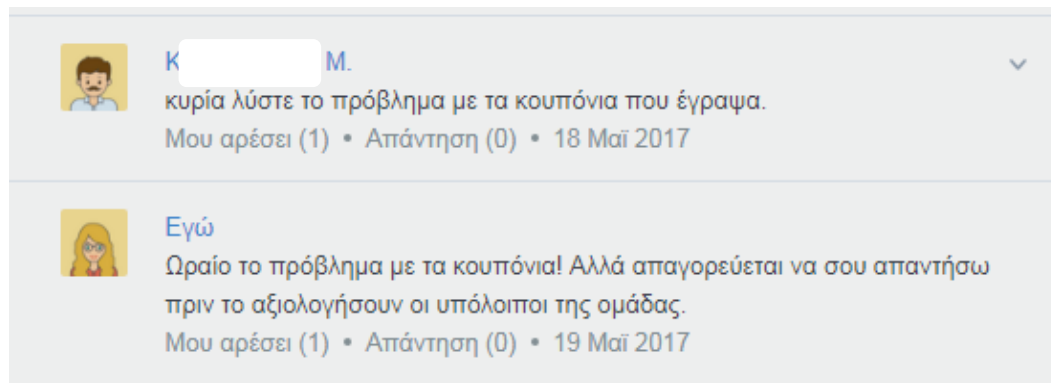 Κ Μ.
κυρία λύστε το πρόβλημα με τα κουπόνια που έγραψα.
Μου αρέσει (1) • Απάντηση (0) • 18 Μαϊ 2017
Εγώ
Ωραίο το πρόβλημα με τα κουπόνια! Αλλά απαγορεύεται να σου απαντήσω
πριν το αξιολογήσουν οι υπόλοιποι της ομάδας.
Μου αρέσει (1) • Απάντηση (0) • 19 Μαϊ 2017